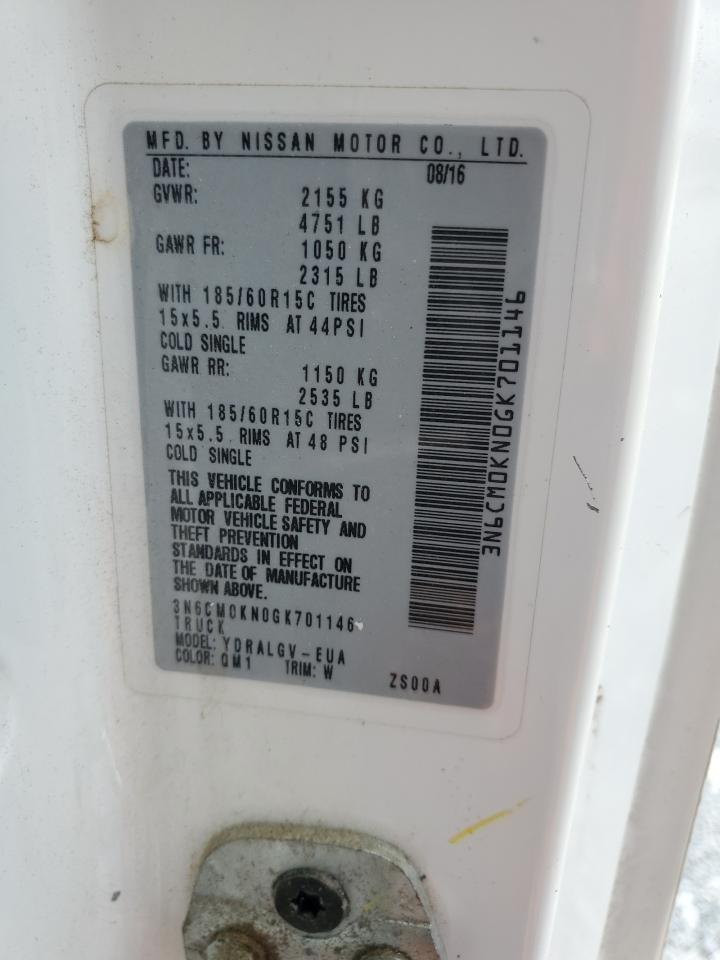 MFD. BY NISSAN MOTOR CO., LTD.
DATE: 08/16
GVWR: 2155 KG
4751 LB
GAWR FR: 1050 KG
2315 LB
WITH 185/60R15C TIRES
15x5.5 RIMS AT 44PSI
COLD SINGLE
GAWR RR: 1150 KG
2535 LB
WITH 185/60R15C TIRES
15x5.5 RIMS AT 48 PSI
COLD SINGLE
THIS VEHICLE CONFORMS TO
ALL APPLICABLE FEDERAL
MOTOR VEHICLE SAFETY AND
THEFT PREVENTION
STANDARDS IN EFFECT ON
THE DATE OF MANUFACTURE
SHOWN ABOVE.
3N6CM0KN0GK701146
TRUCK
MODEL: YDRALGV-EUA
COLOR: QM1 TRIM: W ZS00A
3N6CM0KN0GK701146